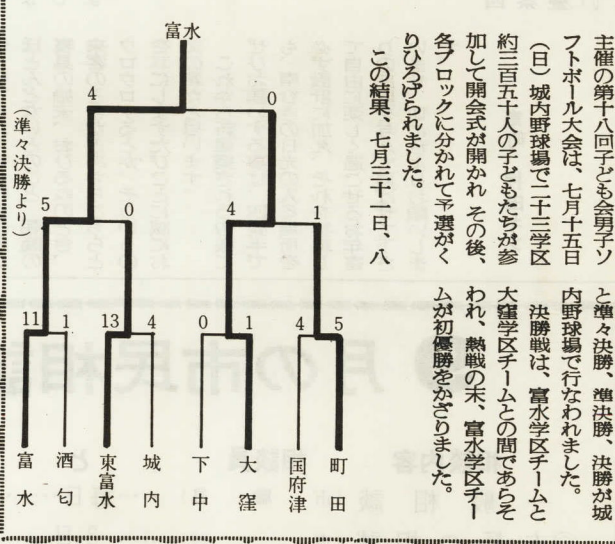 主催の第十八回子ども会男子ソ
フトボール大会は、七月十五日
（日）城内野球場で二十三学区
約三百五十人の子どもたちが参
加して開会式が開かれ その後、
各ブロックに分かれて予選がく
りひろげられました。
この結果、七月三十日、八
と準々決勝、準決勝、決勝が城
内野球場で行なわれました。
決勝戦は、富水学区チームと
大窪学区チームとの間であらそ
われ、熱戦の末、富水学区チー
ムが初優勝をかざりました。
富水
4 0
5 0 4 1
11 1 13 4 0 1 4 5
富水 酒匂 東富水 城内 下中 大窪 国府津 町田
（準々決勝より）
月の市民相談